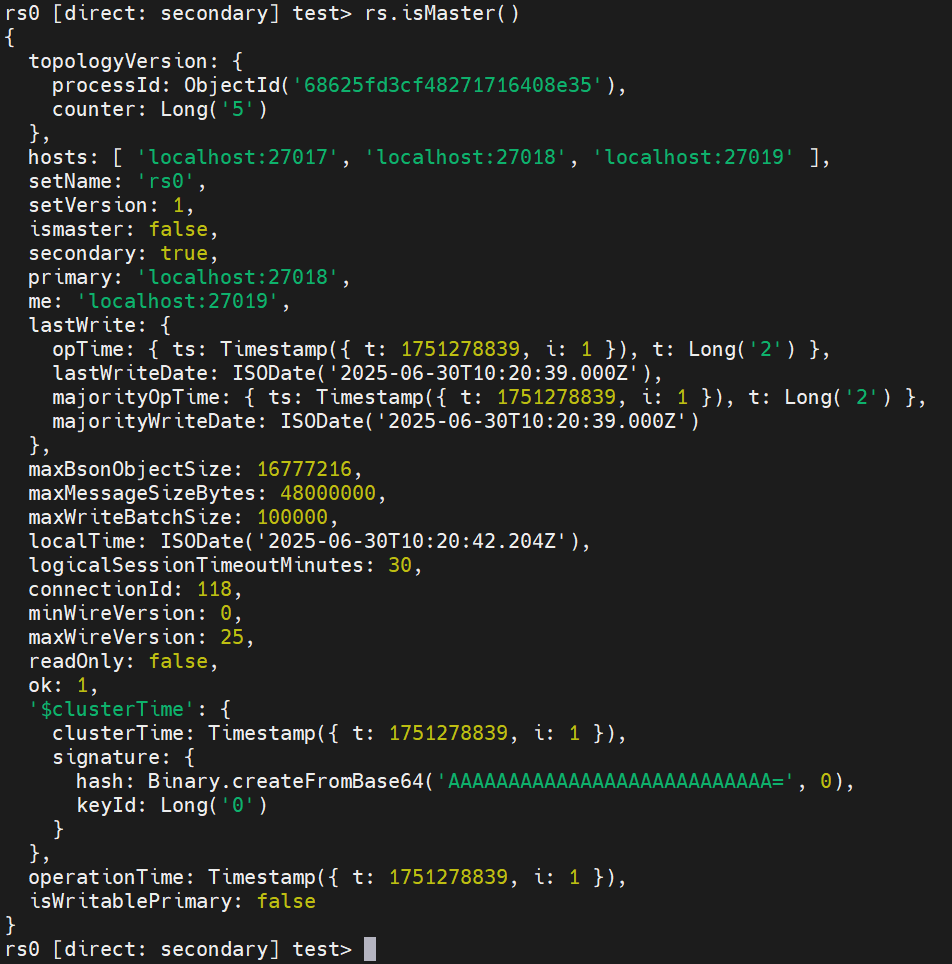 rs0 [direct: secondary] test> rs.isMaster()
{
  topologyVersion: {
    processId: ObjectId('68625fd3cf48271716408e35'),
    counter: Long('5')
  },
  hosts: [ 'localhost:27017', 'localhost:27018', 'localhost:27019' ],
  setName: 'rs0',
  setVersion: 1,
  ismaster: false,
  secondary: true,
  primary: 'localhost:27018',
  me: 'localhost:27019',
  lastWrite: {
    opTime: { ts: Timestamp({ t: 1751278839, i: 1 }), t: Long('2') },
    lastWriteDate: ISODate('2025-06-30T10:20:39.000Z'),
    majorityOpTime: { ts: Timestamp({ t: 1751278839, i: 1 }), t: Long('2') },
    majorityWriteDate: ISODate('2025-06-30T10:20:39.000Z')
  },
  maxBsonObjectSize: 16777216,
  maxMessageSizeBytes: 48000000,
  maxWriteBatchSize: 100000,
  localTime: ISODate('2025-06-30T10:20:42.204Z'),
  logicalSessionTimeoutMinutes: 30,
  connectionId: 118,
  minWireVersion: 0,
  maxWireVersion: 25,
  readOnly: false,
  ok: 1,
  '$clusterTime': {
    clusterTime: Timestamp({ t: 1751278839, i: 1 }),
    signature: {
      hash: Binary.createFromBase64('AAAAAAAAAAAAAAAAAAAAAAAAAAA=', 0),
      keyId: Long('0')
    }
  },
  operationTime: Timestamp({ t: 1751278839, i: 1 }),
  isWritablePrimary: false
}
rs0 [direct: secondary] test>